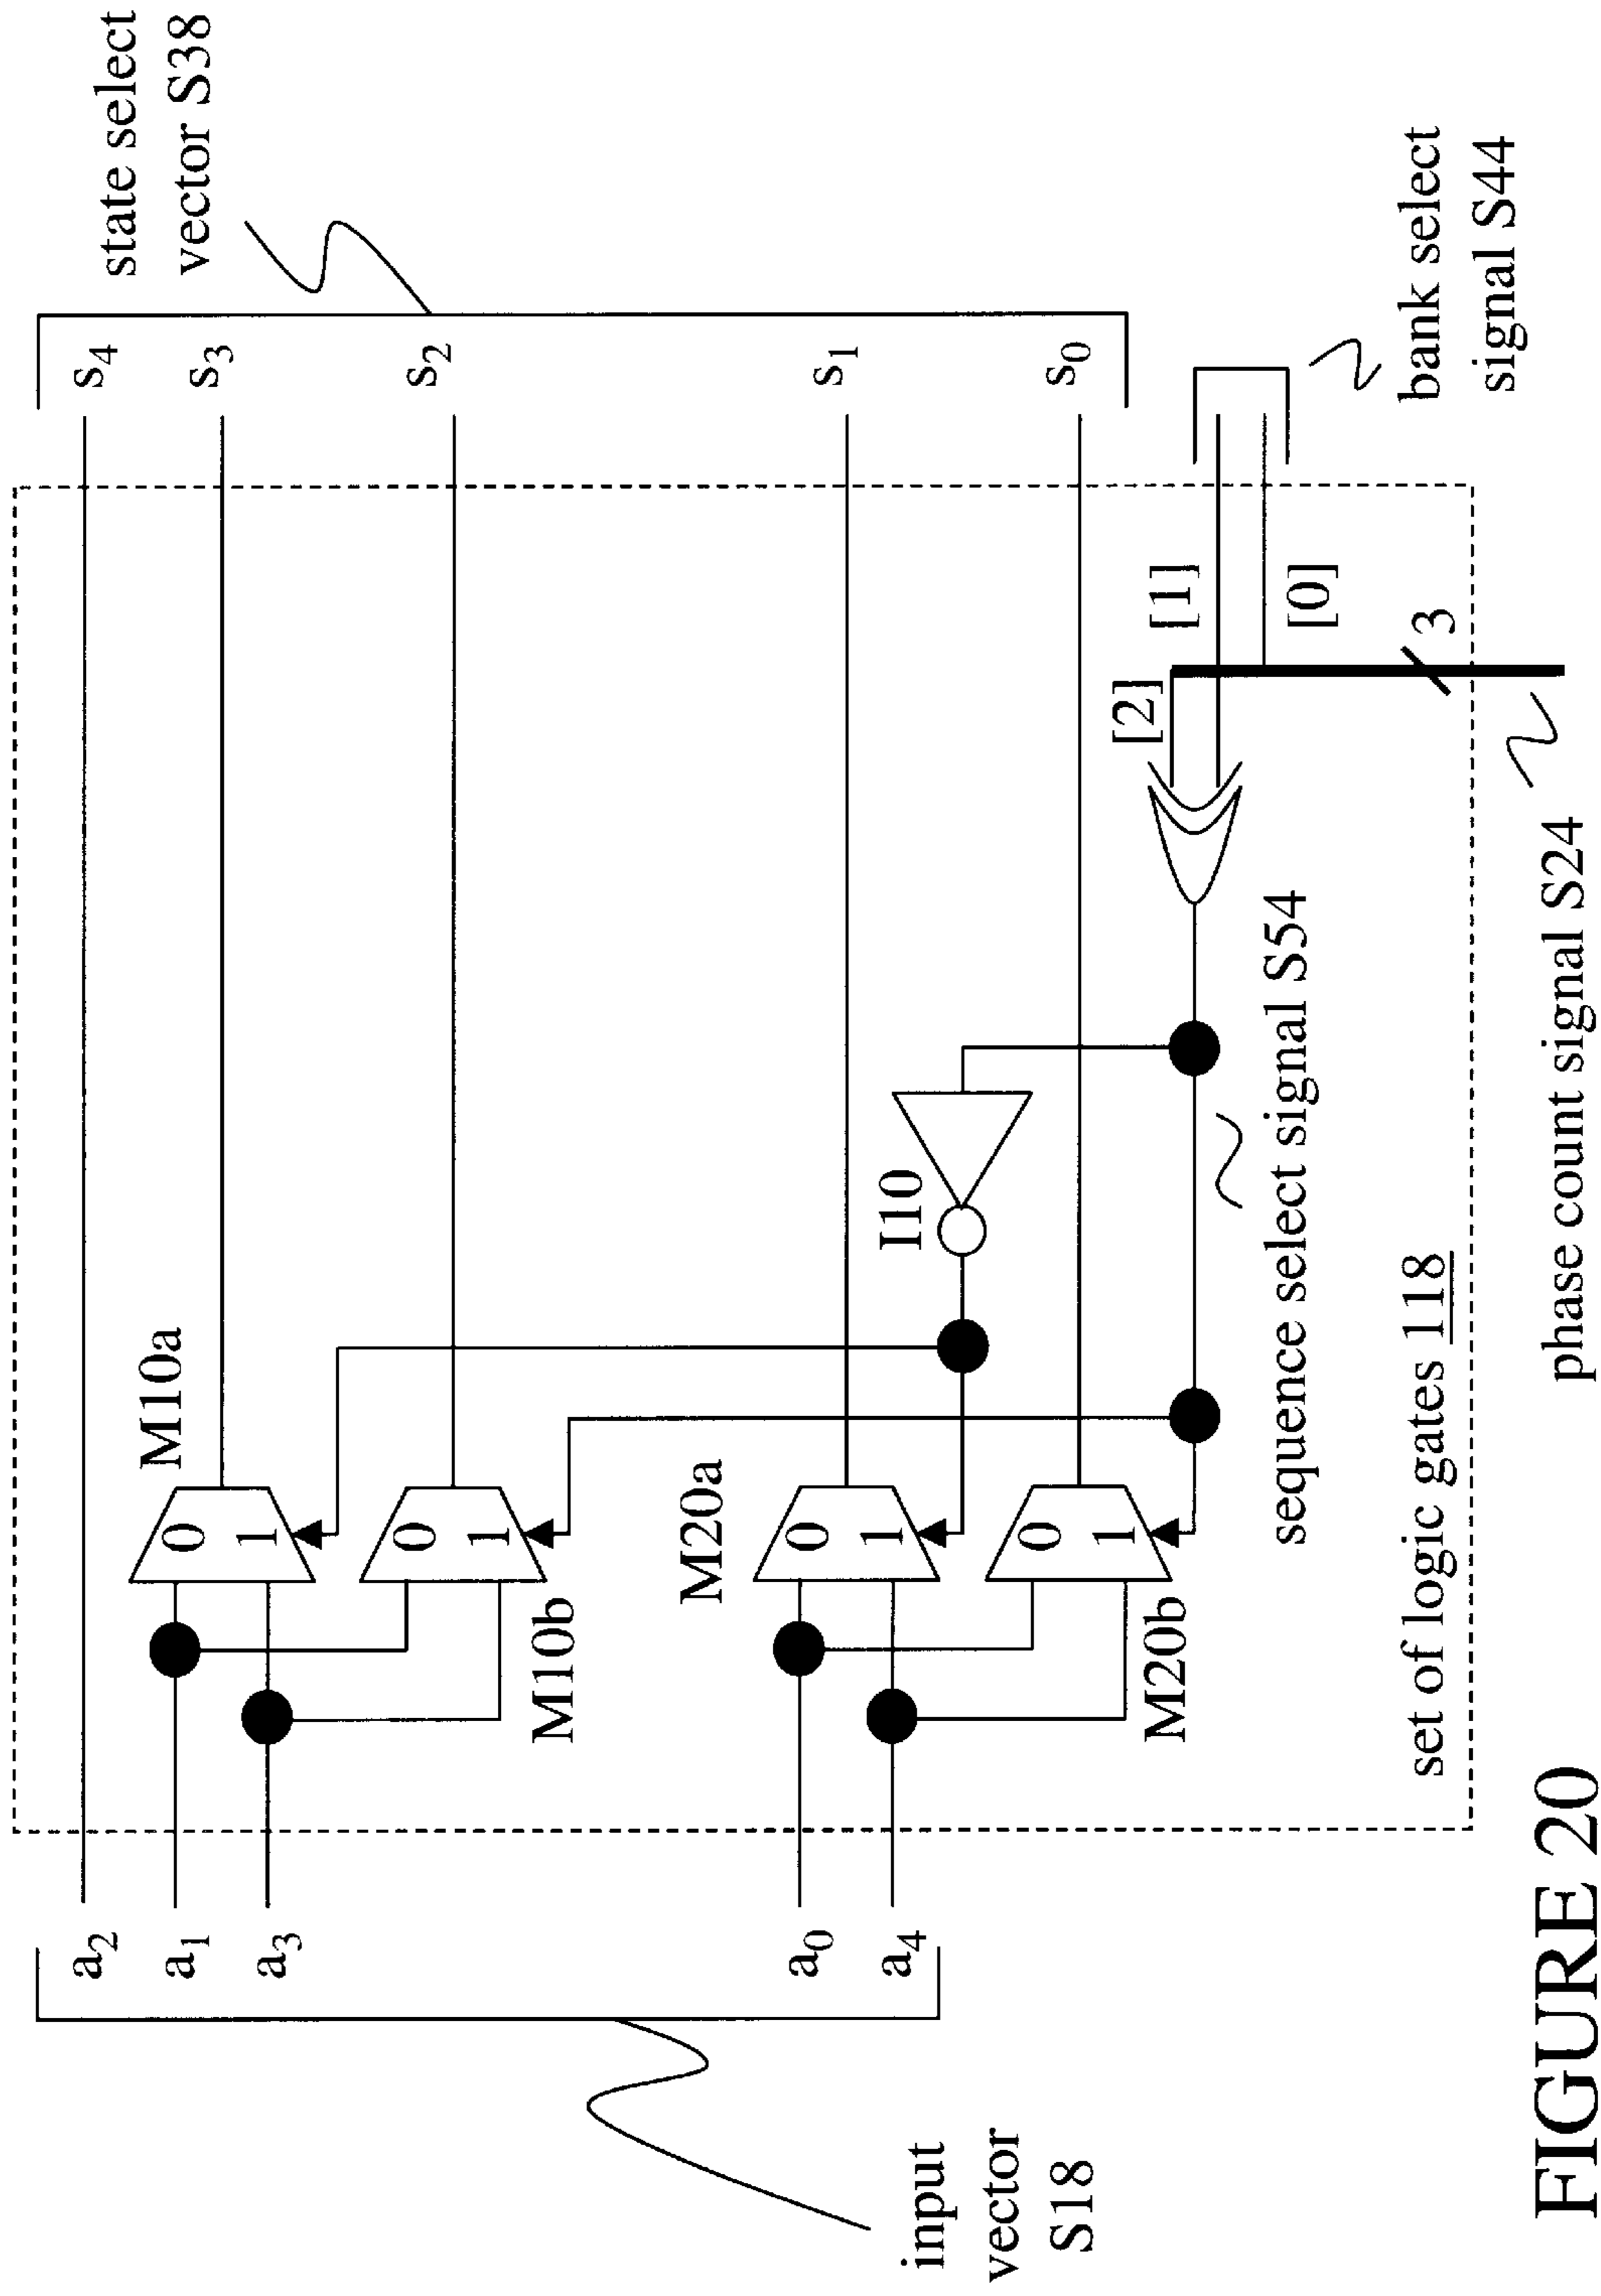 state select
vector S38
s4
s3
s2
s1
s0
bank select
signal S44
[2]
[1]
[0]
3
M10a
0
1
0
1
M10b
M20a
0
1
0
1
M20b
I10
sequence select signal S54
set of logic gates 118
phase count signal S24
a2
a1
a3
a0
a4
input
vector
S18
FIGURE 20